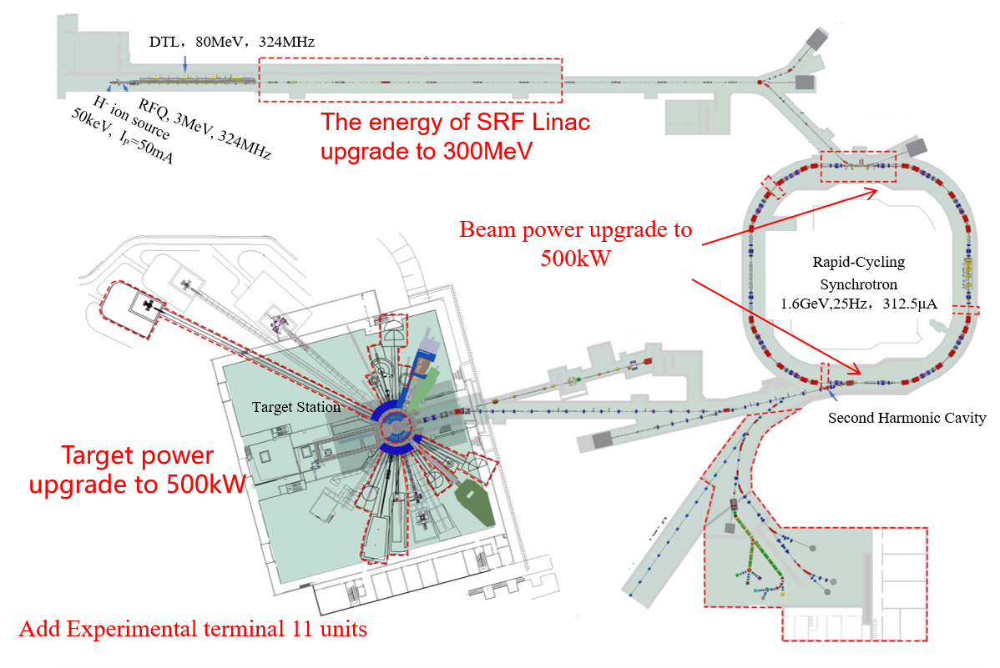 DTL，80MeV，324MHz
H- ion source
50keV, Ip=50mA
RFQ, 3MeV, 324MHz
The energy of SRF Linac
upgrade to 300MeV
Beam power upgrade to
500kW
Rapid-Cycling
Synchrotron
1.6GeV,25Hz，312.5μA
Target Station
Second Harmonic Cavity
Target power
upgrade to 500kW
Add Experimental terminal 11 units